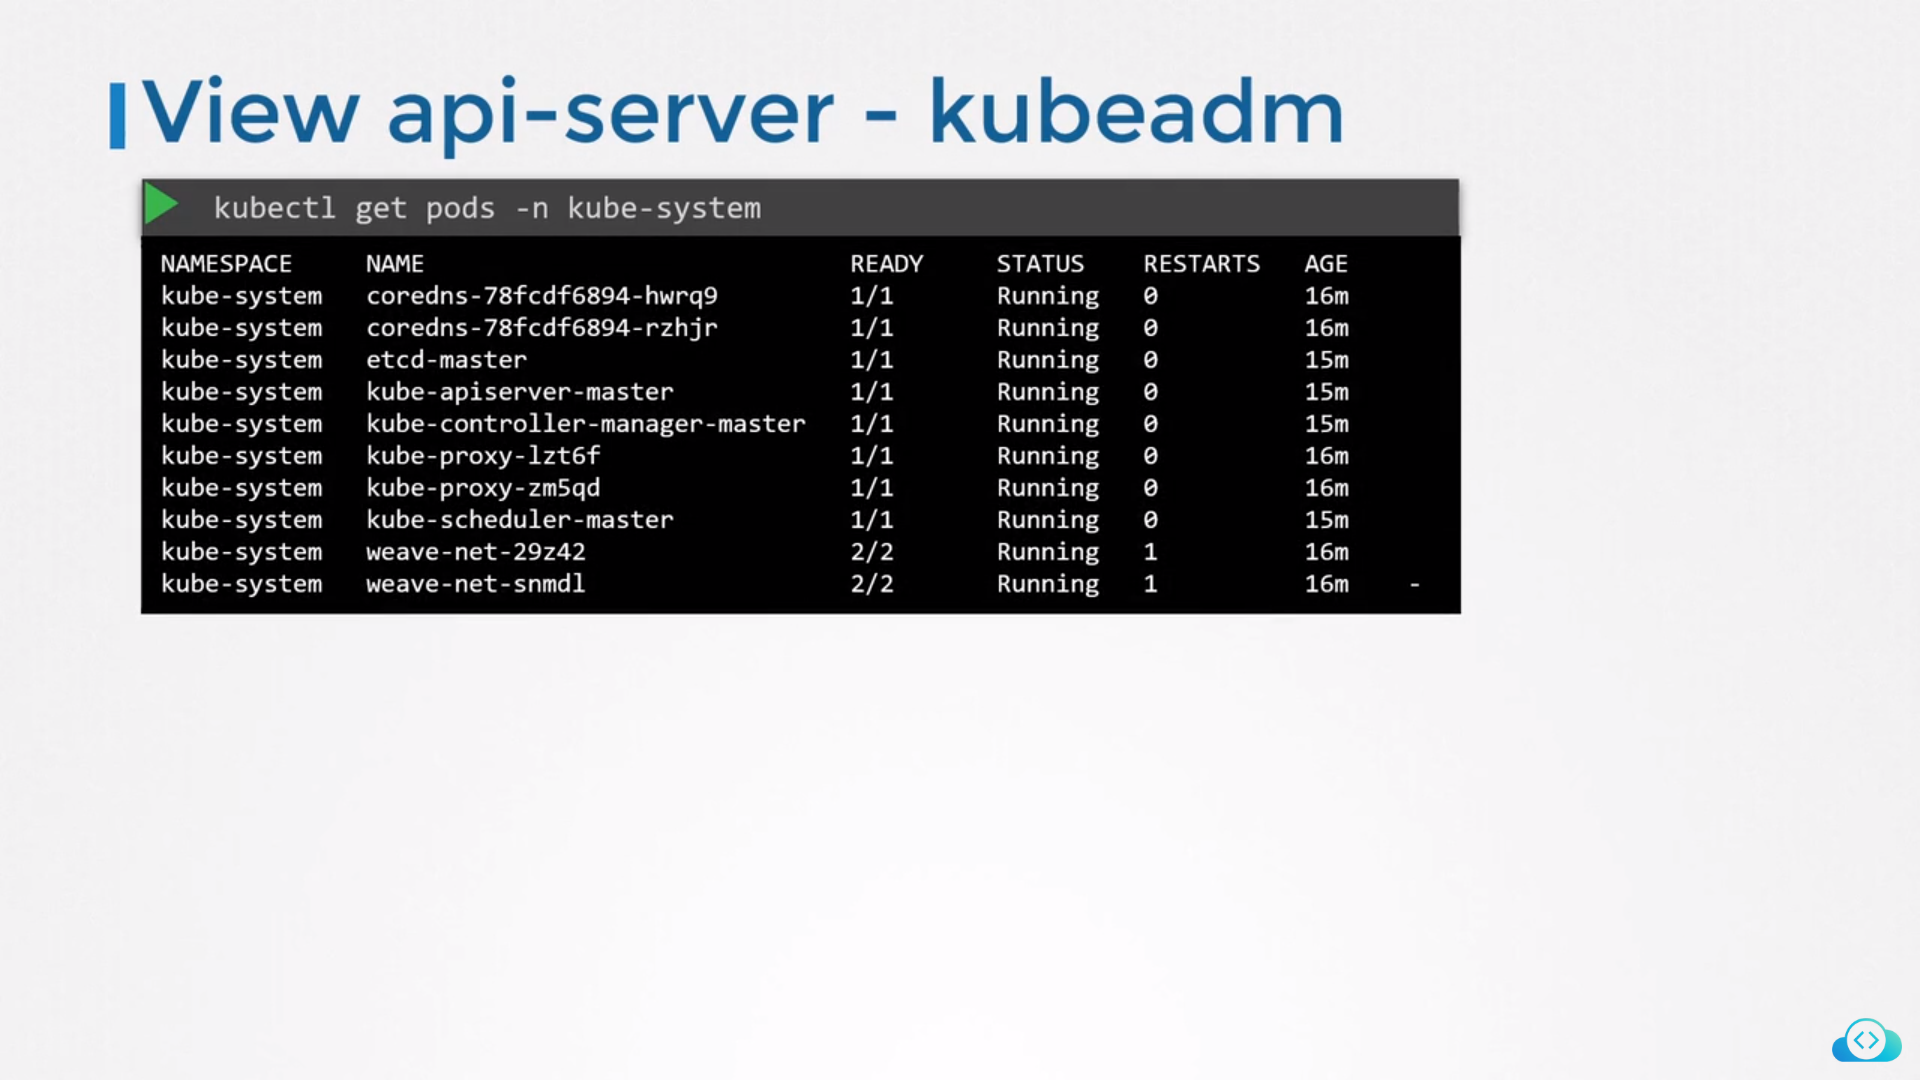 View api-server - kubeadm
kubectl get pods -n kube-system
NAMESPACE NAME READY STATUS RESTARTS AGE
kube-system coredns-78fcdf6894-hwrq9 1/1 Running 0 16m
kube-system coredns-78fcdf6894-rzhjr 1/1 Running 0 16m
kube-system etcd-master 1/1 Running 0 15m
kube-system kube-apiserver-master 1/1 Running 0 15m
kube-system kube-controller-manager-master 1/1 Running 0 15m
kube-system kube-proxy-lzt6f 1/1 Running 0 16m
kube-system kube-proxy-zm5qd 1/1 Running 0 16m
kube-system kube-scheduler-master 1/1 Running 0 15m
kube-system weave-net-29z42 2/2 Running 1 16m
kube-system weave-net-snmdl 2/2 Running 1 16m -